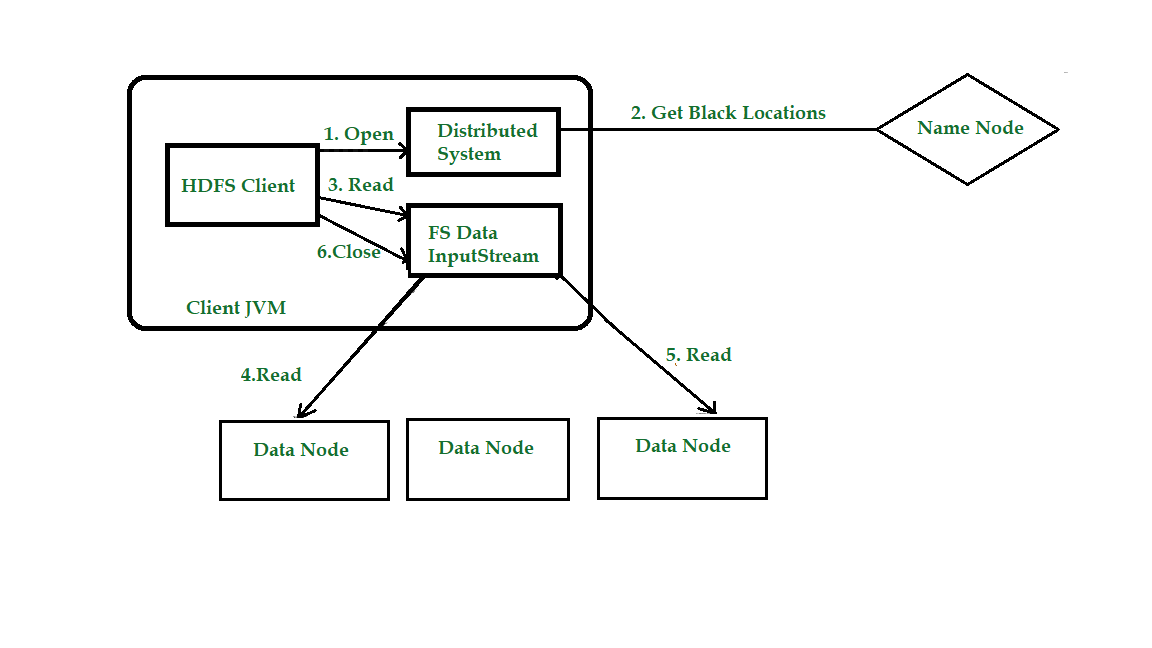 2. Get Black Locations
1. Open
Distributed
System
Name Node
HDFS Client
3. Read
FS Data
InputStream
6.Close
Client JVM
4.Read
5. Read
Data Node
Data Node
Data Node